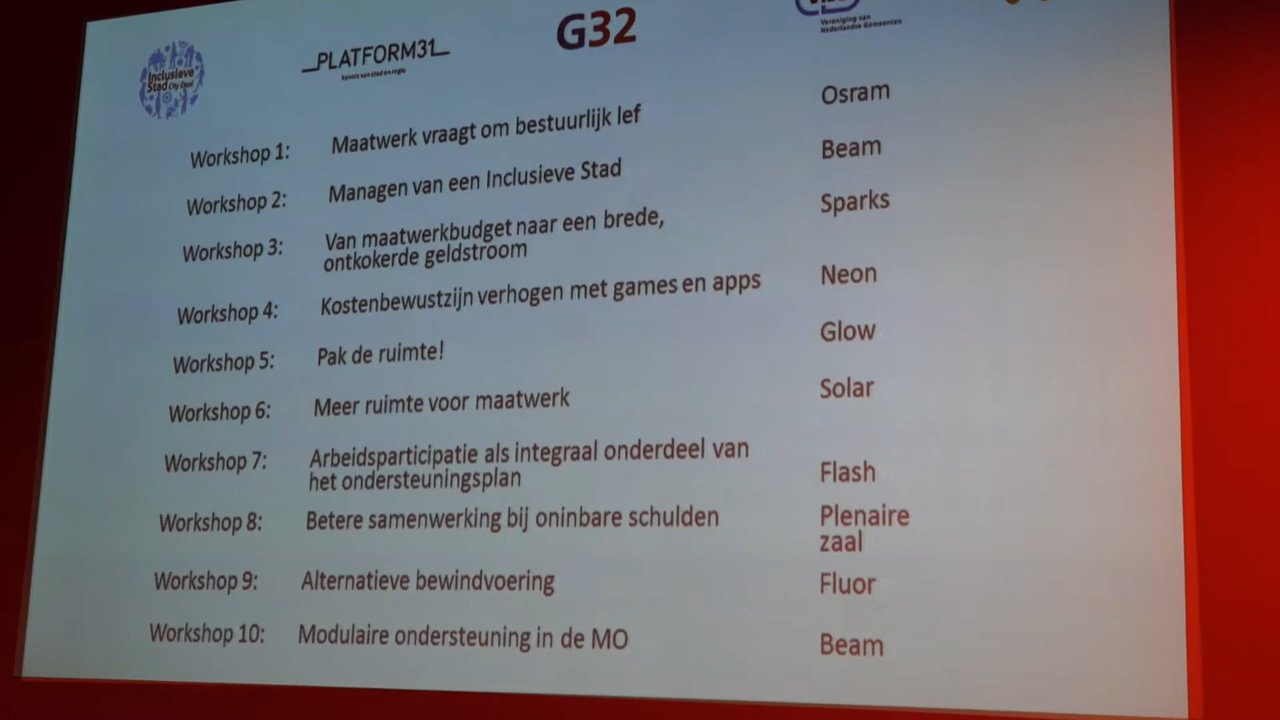 Inclusieve
Stad City Deal
PLATFORM31
kennis van stad en regio
G32
Vereniging van
Nederlandse Gemeenten
Workshop 1: Maatwerk vraagt om bestuurlijk lef Osram
Workshop 2: Managen van een Inclusieve Stad Beam
Workshop 3: Van maatwerkbudget naar een brede, Sparks
ontkokerde geldstroom
Workshop 4: Kostenbewustzijn verhogen met games en apps Neon
Workshop 5: Pak de ruimte! Glow
Workshop 6: Meer ruimte voor maatwerk Solar
Workshop 7: Arbeidsparticipatie als integraal onderdeel van
het ondersteuningsplan Flash
Workshop 8: Betere samenwerking bij oninbare schulden Plenaire
zaal
Workshop 9: Alternatieve bewindvoering Fluor
Workshop 10: Modulaire ondersteuning in de MO Beam